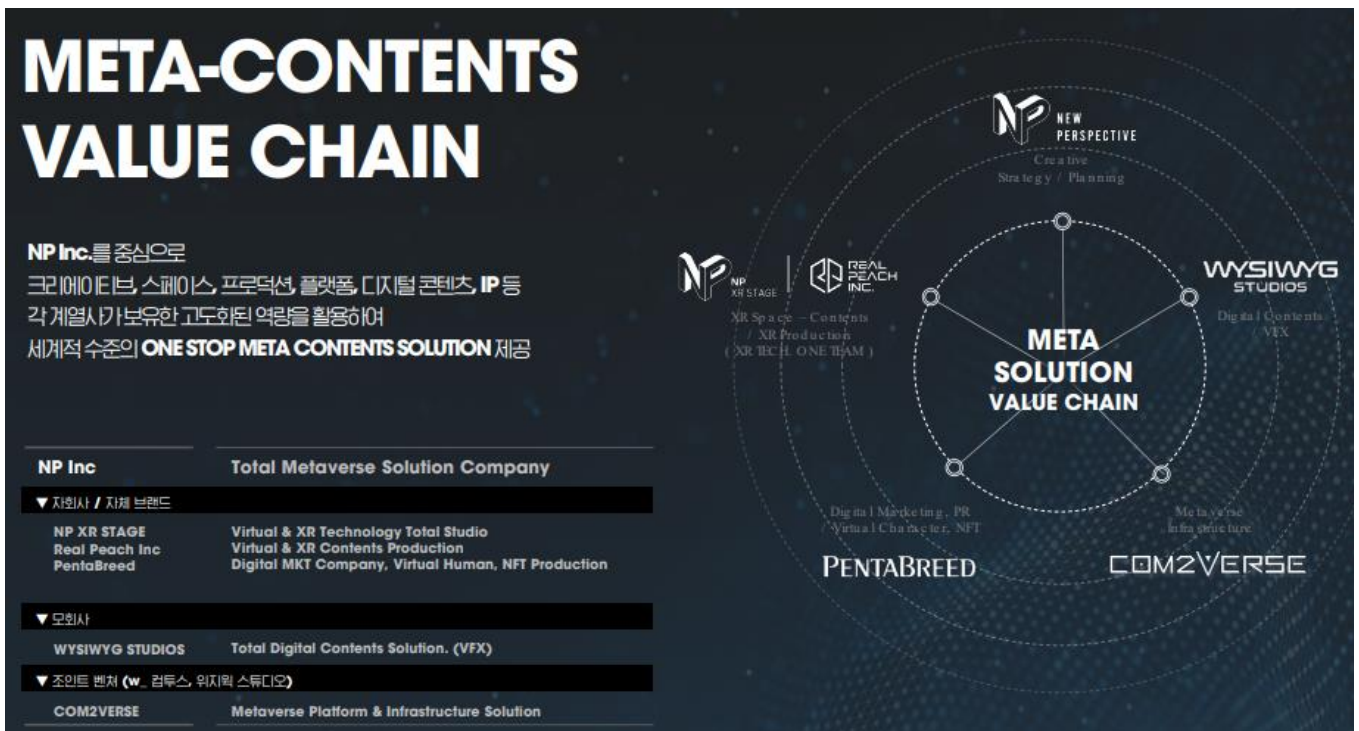 META-CONTENTS
VALUE CHAIN
NP Inc.를 중심으로
크리에이티브, 스페이스, 프로덕션, 플랫폼, 디지털 콘텐츠, IP 등
각 계열사가 보유한 고도화된 역량을 활용하여
세계적 수준의 ONE STOP META CONTENTS SOLUTION 제공
NP Inc Total Metaverse Solution Company
▼ 자회사 / 자체 브랜드
NP XR STAGE Virtual & XR Technology Total Studio
Real Peach Inc Virtual & XR Contents Production
PentaBreed Digital MKT Company, Virtual Human, NFT Production
▼ 모회사
WYSIWYG STUDIOS Total Digital Contents Solution. (VFX)
▼ 조인트 벤처 (w_ 컴투스, 위지윅 스튜디오)
COM2VERSE Metaverse Platform & Infrastructure Solution
NP NEW
PERSPECTIVE
Creative
Strategy / Planning
NP NP
XR STAGE
REAL
PEACH
INC.
XR Space – Contents
/ XR Production
( XR TECH. ONE TEAM )
WYSIWYG
STUDIOS
Digital Contents
/ VFX
META
SOLUTION
VALUE CHAIN
Digital Marketing, PR
/ Virtual Character, NFT
PENTABREED
Metaverse
Infrastructure
COM2VERSE